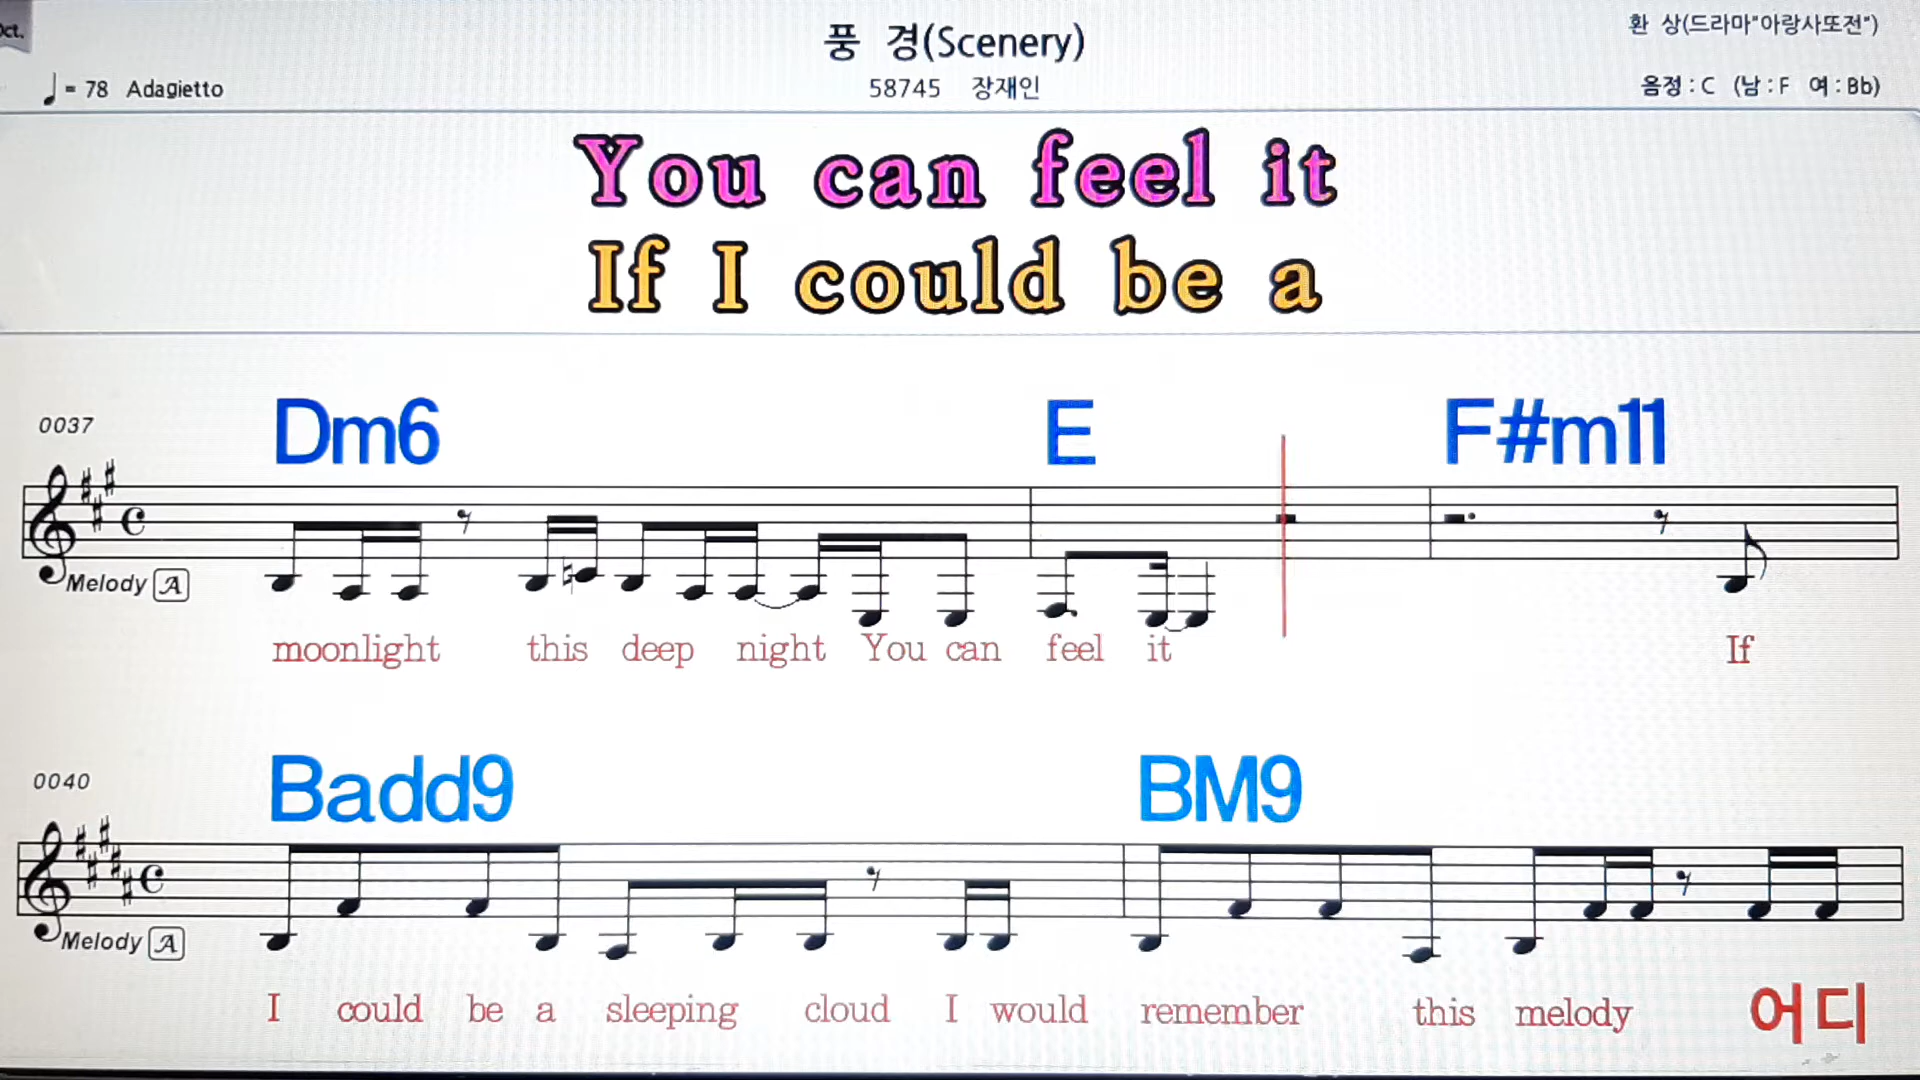 Oct.
풍 경(Scenery)
환 상(드라마"아랑사또전")
♩= 78 Adagietto
58745 장재인
음정 : C (남 : F 여 : Bb)
You can feel it
If I could be a
0037
Dm6 E F#m11
Melody A
moonlight this deep night You can feel it If
0040
Badd9 BM9
Melody A
I could be a sleeping cloud I would remember this melody 어디